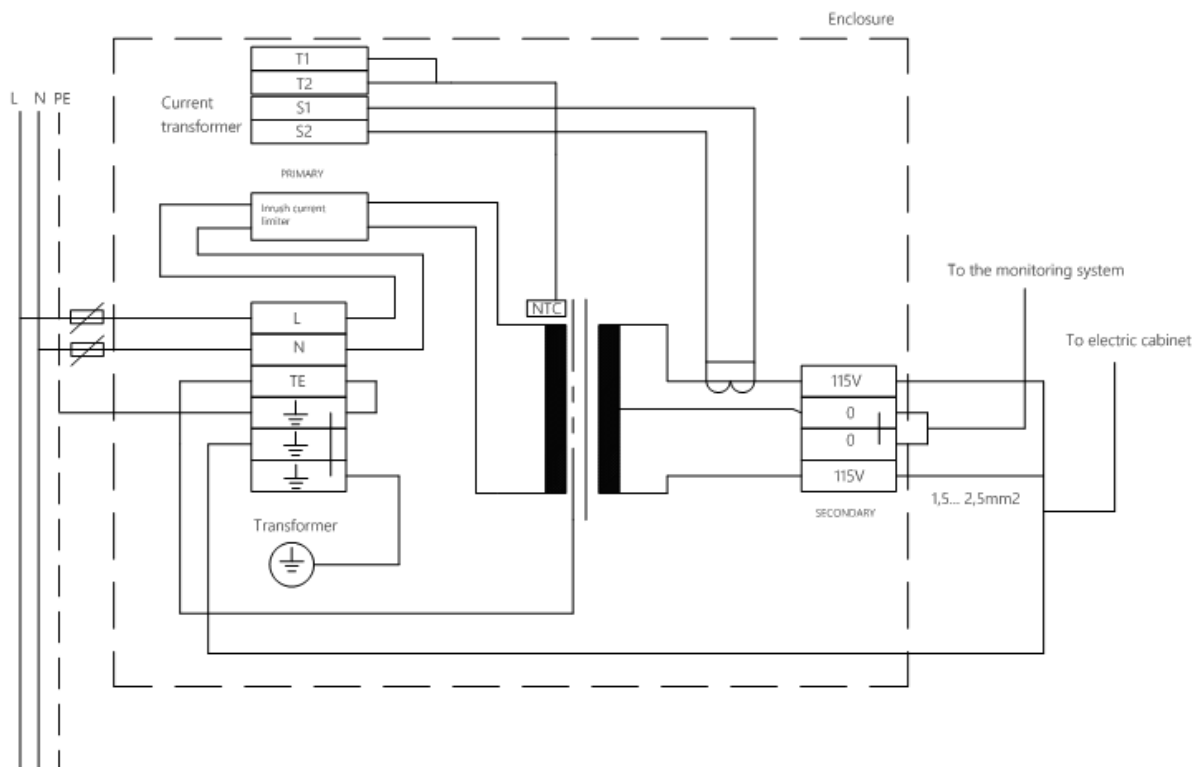 Enclosure
T1
T2
S1
S2
Current
transformer
L N PE
PRIMARY
Inrush current
limiter
To the monitoring system
NTC
L
N
TE
To electric cabinet
115V
0
0
115V
1,5... 2,5mm2
SECONDARY
Transformer